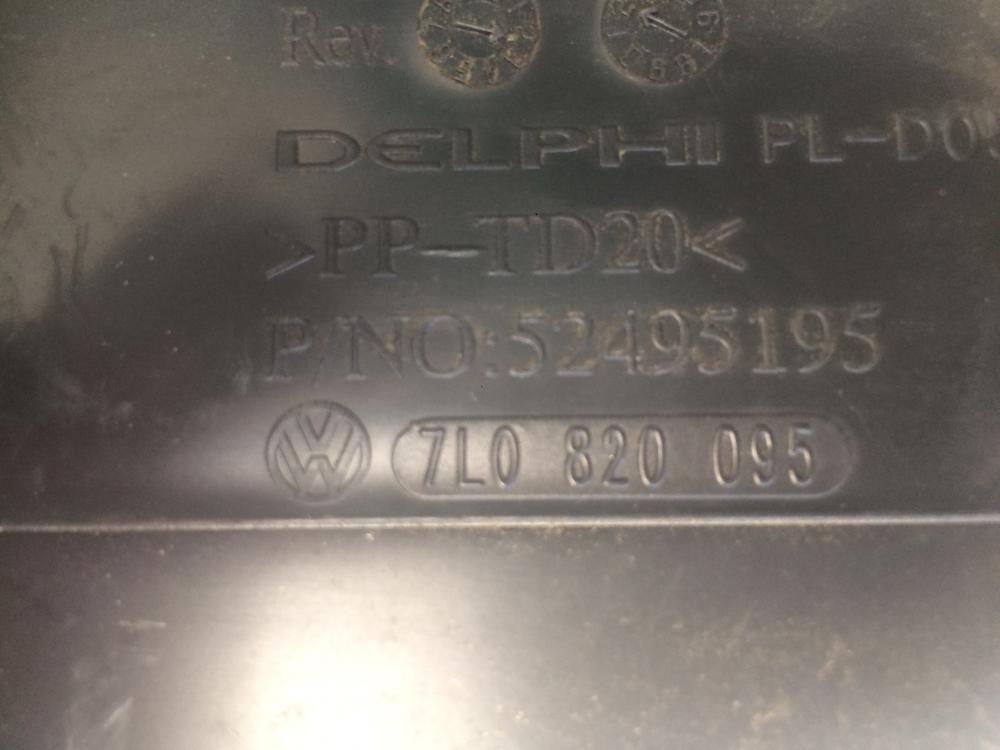 Rev.
DELPHI PL-D0
>PP-TD20<
P/NO:52495195
7L0 820 095